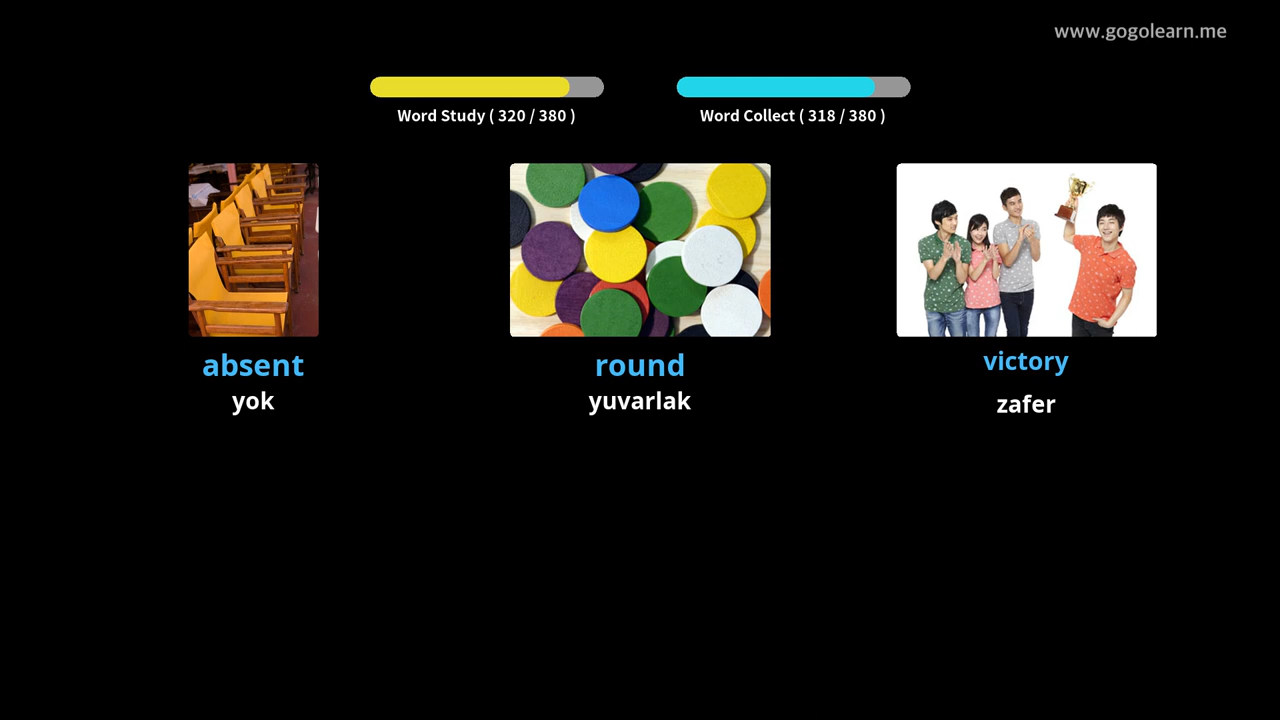 www.gogolearn.me
Word Study ( 320 / 380 )
Word Collect ( 318 / 380 )
absent
yok
round
yuvarlak
victory
zafer